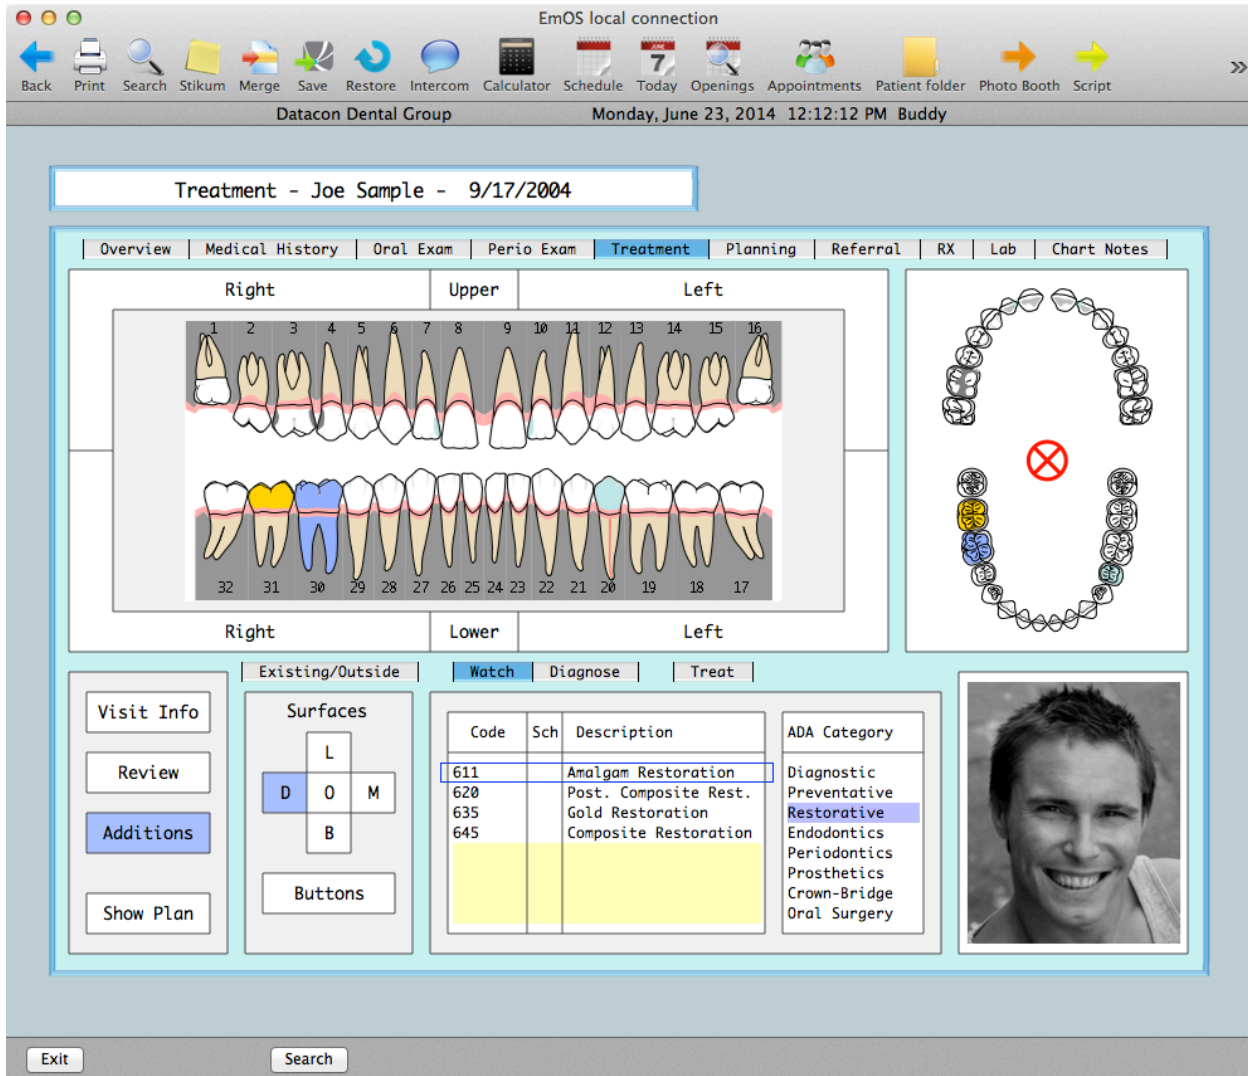 EmOS local connection
Back Print Search Stikum Merge Save Restore Intercom Calculator Schedule JUNE 7 Today Openings Appointments Patient folder Photo Booth Script »
Datacon Dental Group Monday, June 23, 2014 12:12:12 PM Buddy
Treatment - Joe Sample - 9/17/2004
Overview Medical History Oral Exam Perio Exam Treatment Planning Referral RX Lab Chart Notes
Right Upper Left
1 2 3 4 5 6 7 8 9 10 11 12 13 14 15 16
32 31 30 29 28 27 26 25 24 23 22 21 20 19 18 17
Right Lower Left
Existing/Outside Watch Diagnose Treat
Visit Info
Review
Additions
Show Plan
Surfaces
L
D O M
B
Buttons
Code Sch Description
611 Amalgam Restoration
620 Post. Composite Rest.
635 Gold Restoration
645 Composite Restoration
ADA Category
Diagnostic
Preventative
Restorative
Endodontics
Periodontics
Prosthetics
Crown-Bridge
Oral Surgery
Exit Search